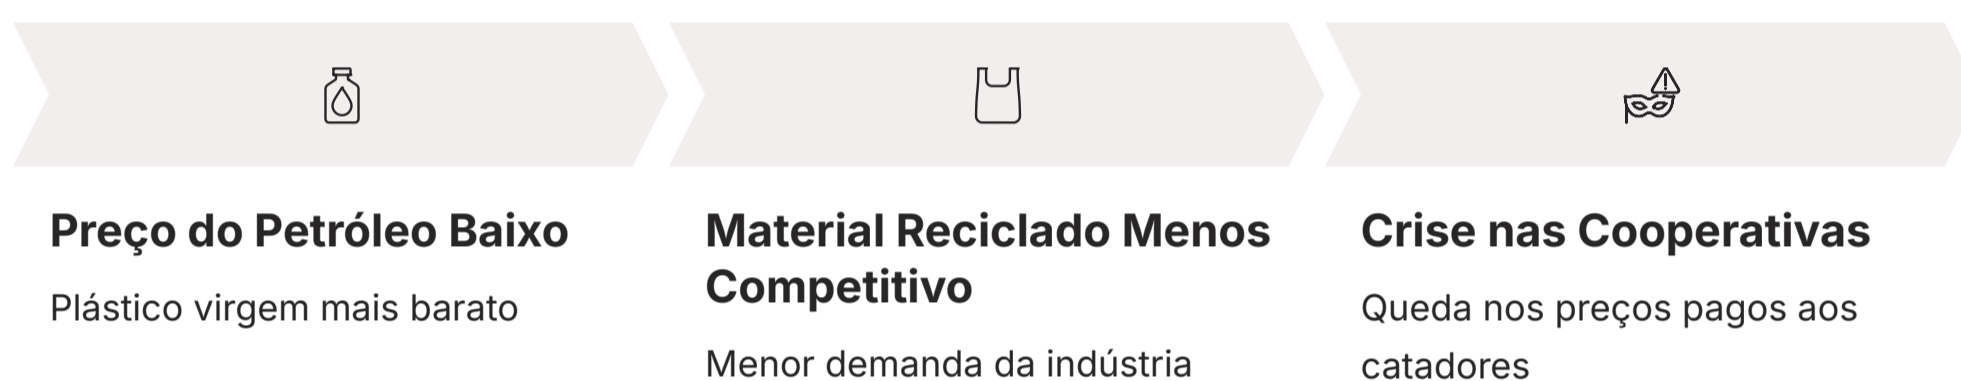 Preço do Petróleo Baixo
Plástico virgem mais barato
Material Reciclado Menos
Competitivo
Menor demanda da indústria
Crise nas Cooperativas
Queda nos preços pagos aos
catadores